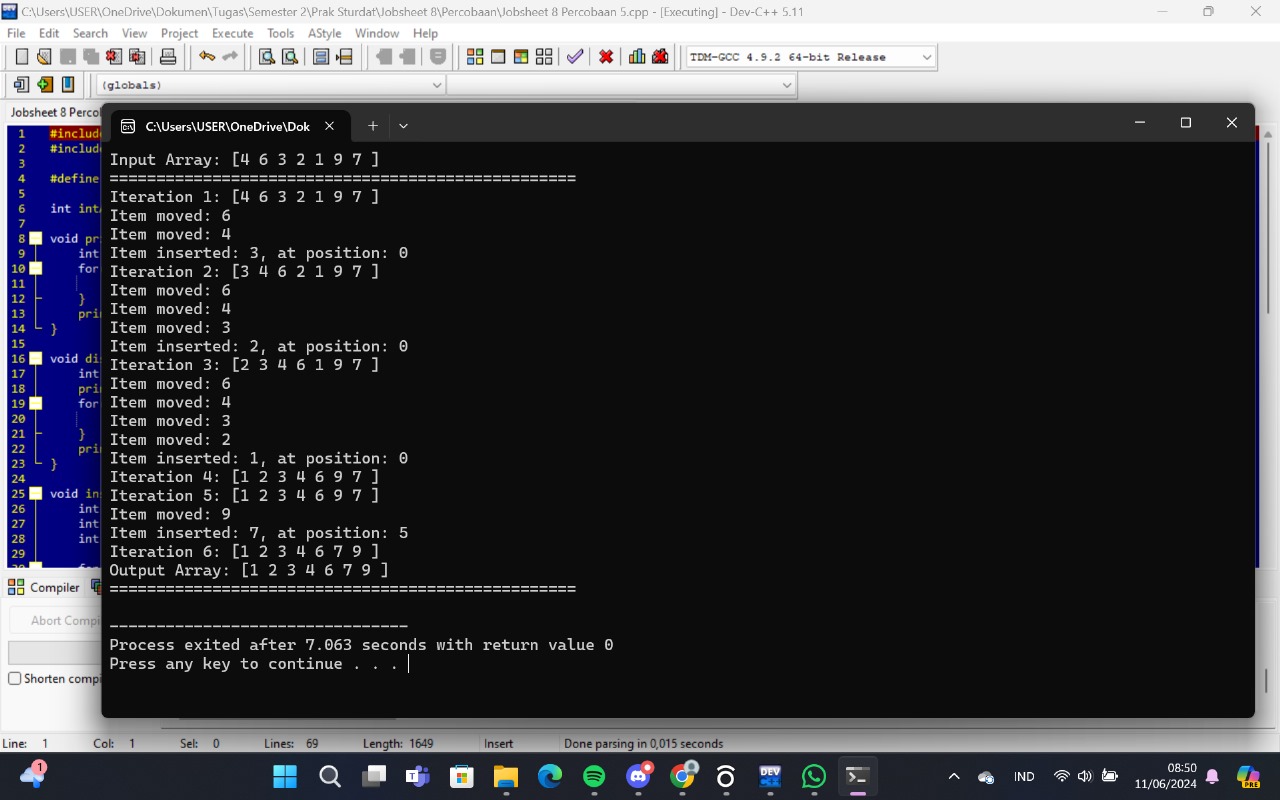 C:\Users\USER\OneDrive\Dokumen\Tugas\Semester 2\Prak Sturdat\Jobsheet 8\Percobaan\Jobsheet 8 Percobaan 5.cpp - [Executing] - Dev-C++ 5.11
File Edit Search View Project Execute Tools AStyle Window Help
TDM-GCC 4.9.2 64-bit Release
(globals)
Jobsheet 8 Perco
C:\Users\USER\OneDrive\Dok
1 #include
2 #include
3
4 #define
5
6 int int
7
8 void pr
9 int
10 for
11
12 }
13 pri
14 }
15
16 void di
17 int
18 pri
19 for
20
21 }
22 pri
23 }
24
25 void in
26 int
27 int
28 int
29
30 for
Input Array: [4 6 3 2 1 9 7 ]
==================================================
Iteration 1: [4 6 3 2 1 9 7 ]
Item moved: 6
Item moved: 4
Item inserted: 3, at position: 0
Iteration 2: [3 4 6 2 1 9 7 ]
Item moved: 6
Item moved: 4
Item moved: 3
Item inserted: 2, at position: 0
Iteration 3: [2 3 4 6 1 9 7 ]
Item moved: 6
Item moved: 4
Item moved: 3
Item moved: 2
Item inserted: 1, at position: 0
Iteration 4: [1 2 3 4 6 9 7 ]
Iteration 5: [1 2 3 4 6 9 7 ]
Item moved: 9
Item inserted: 7, at position: 5
Iteration 6: [1 2 3 4 6 7 9 ]
Output Array: [1 2 3 4 6 7 9 ]
==================================================
--------------------------------
Process exited after 7.063 seconds with return value 0
Press any key to continue . . .
Compiler
Abort Compi
Shorten compi
Line: 1 Col: 1 Sel: 0 Lines: 69 Length: 1649 Insert Done parsing in 0,015 seconds
1
DEV
IND
08:50
11/06/2024
PRE